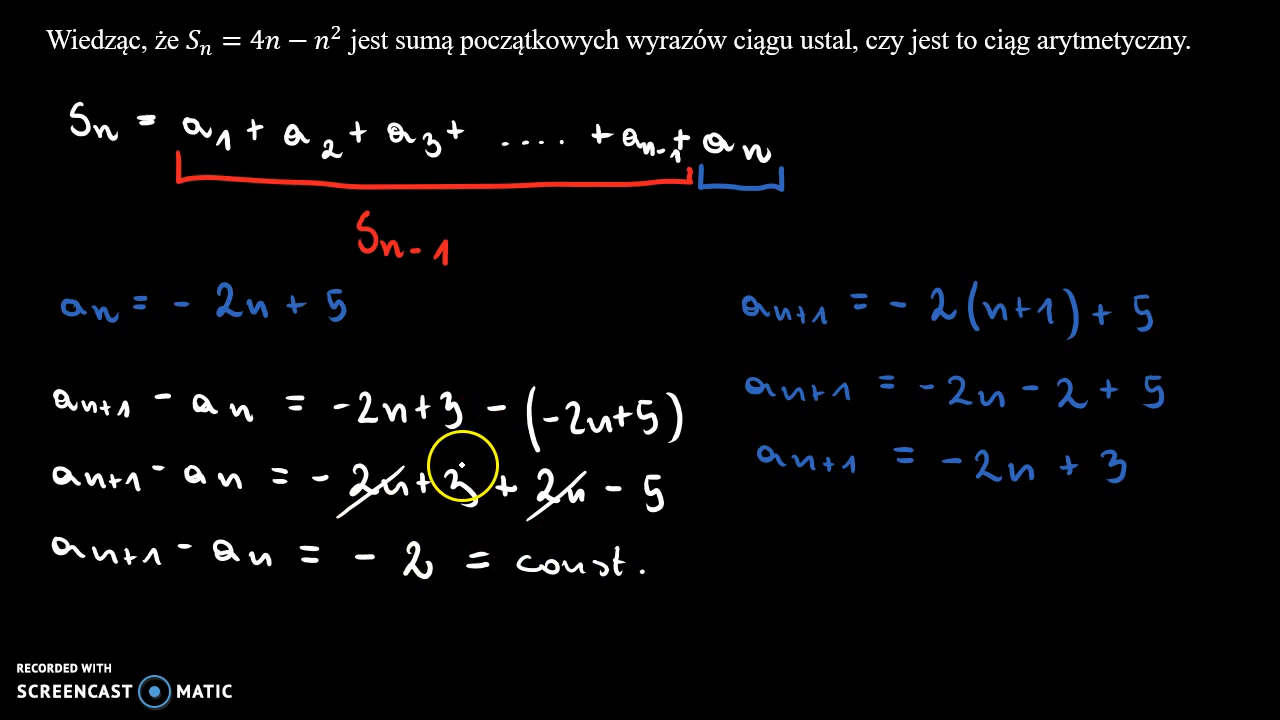 Wiedząc, że Sₙ = 4n − n² jest sumą początkowych wyrazów ciągu ustal, czy jest to ciąg arytmetyczny.
Sₙ = a₁ + a₂ + a₃ + .... + aₙ₋₁ + aₙ
Sₙ₋₁
aₙ = - 2n + 5
aₙ₊₁ - aₙ = -2n+3 - (-2n+5)
aₙ₊₁ - aₙ = - 2n + 3 + 2n - 5
aₙ₊₁ - aₙ = - 2 = const.
aₙ₊₁ = - 2(n+1) + 5
aₙ₊₁ = -2n - 2 + 5
aₙ₊₁ = -2n + 3
RECORDED WITH
SCREENCAST MATIC